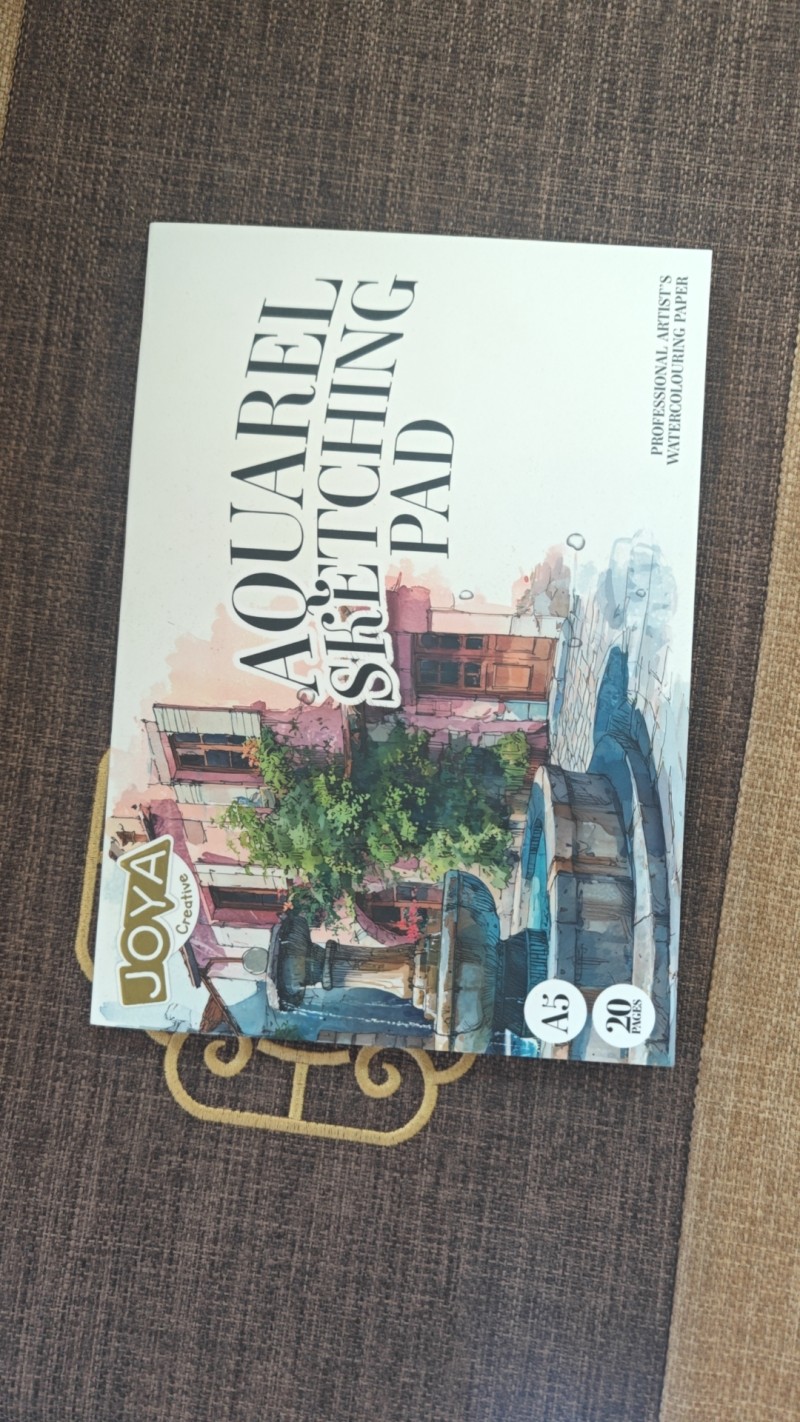 JOYA
Creative
AQUAREL
SKETCHING
PAD
PROFESSIONAL ARTIST'S
WATERCOLOURING PAPER
A5
20
PAGES